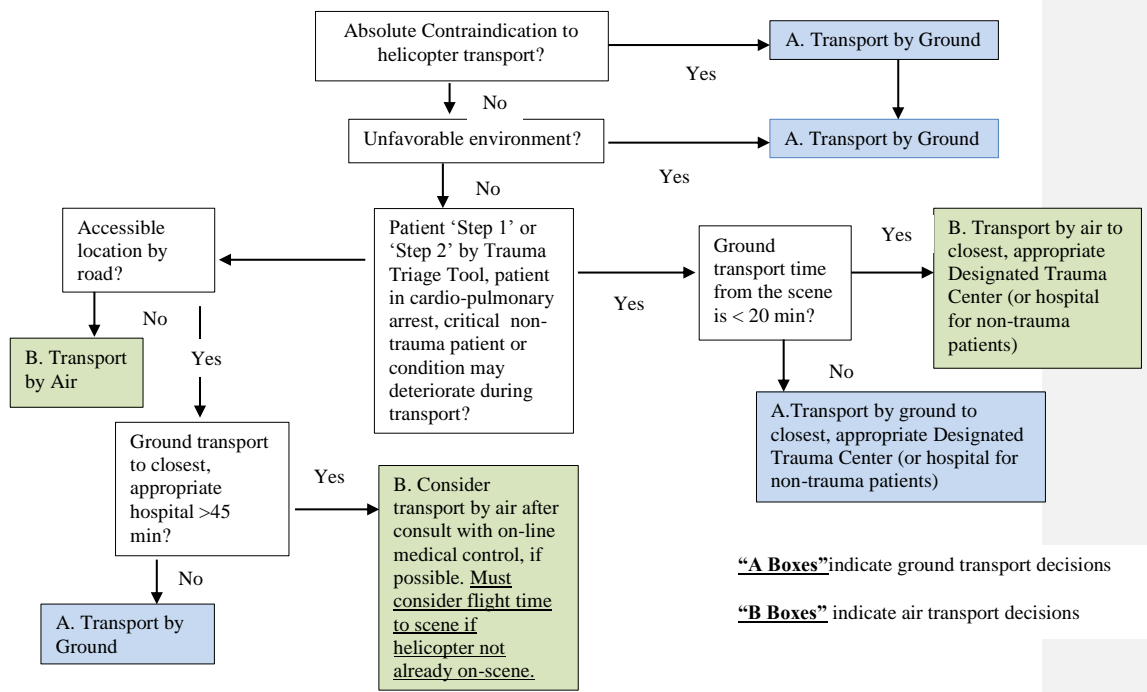 Absolute Contraindication to
helicopter transport?
Yes
A. Transport by Ground
No
Unfavorable environment?
Yes
A. Transport by Ground
No
Accessible
location by
road?
Patient ‘Step 1’ or
‘Step 2’ by Trauma
Triage Tool, patient
in cardio-pulmonary
arrest, critical non-
trauma patient or
condition may
deteriorate during
transport?
Yes
Ground
transport time
from the scene
is < 20 min?
Yes
B. Transport by air to
closest, appropriate
Designated Trauma
Center (or hospital
for non-trauma
patients)
No
A.Transport by ground to
closest, appropriate Designated
Trauma Center (or hospital for
non-trauma patients)
No
B. Transport
by Air
Yes
Ground transport
to closest,
appropriate
hospital >45
min?
Yes
B. Consider
transport by air after
consult with on-line
medical control, if
possible. Must
consider flight time
to scene if
helicopter not
already on-scene.
No
A. Transport by
Ground
“A Boxes”indicate ground transport decisions
“B Boxes” indicate air transport decisions